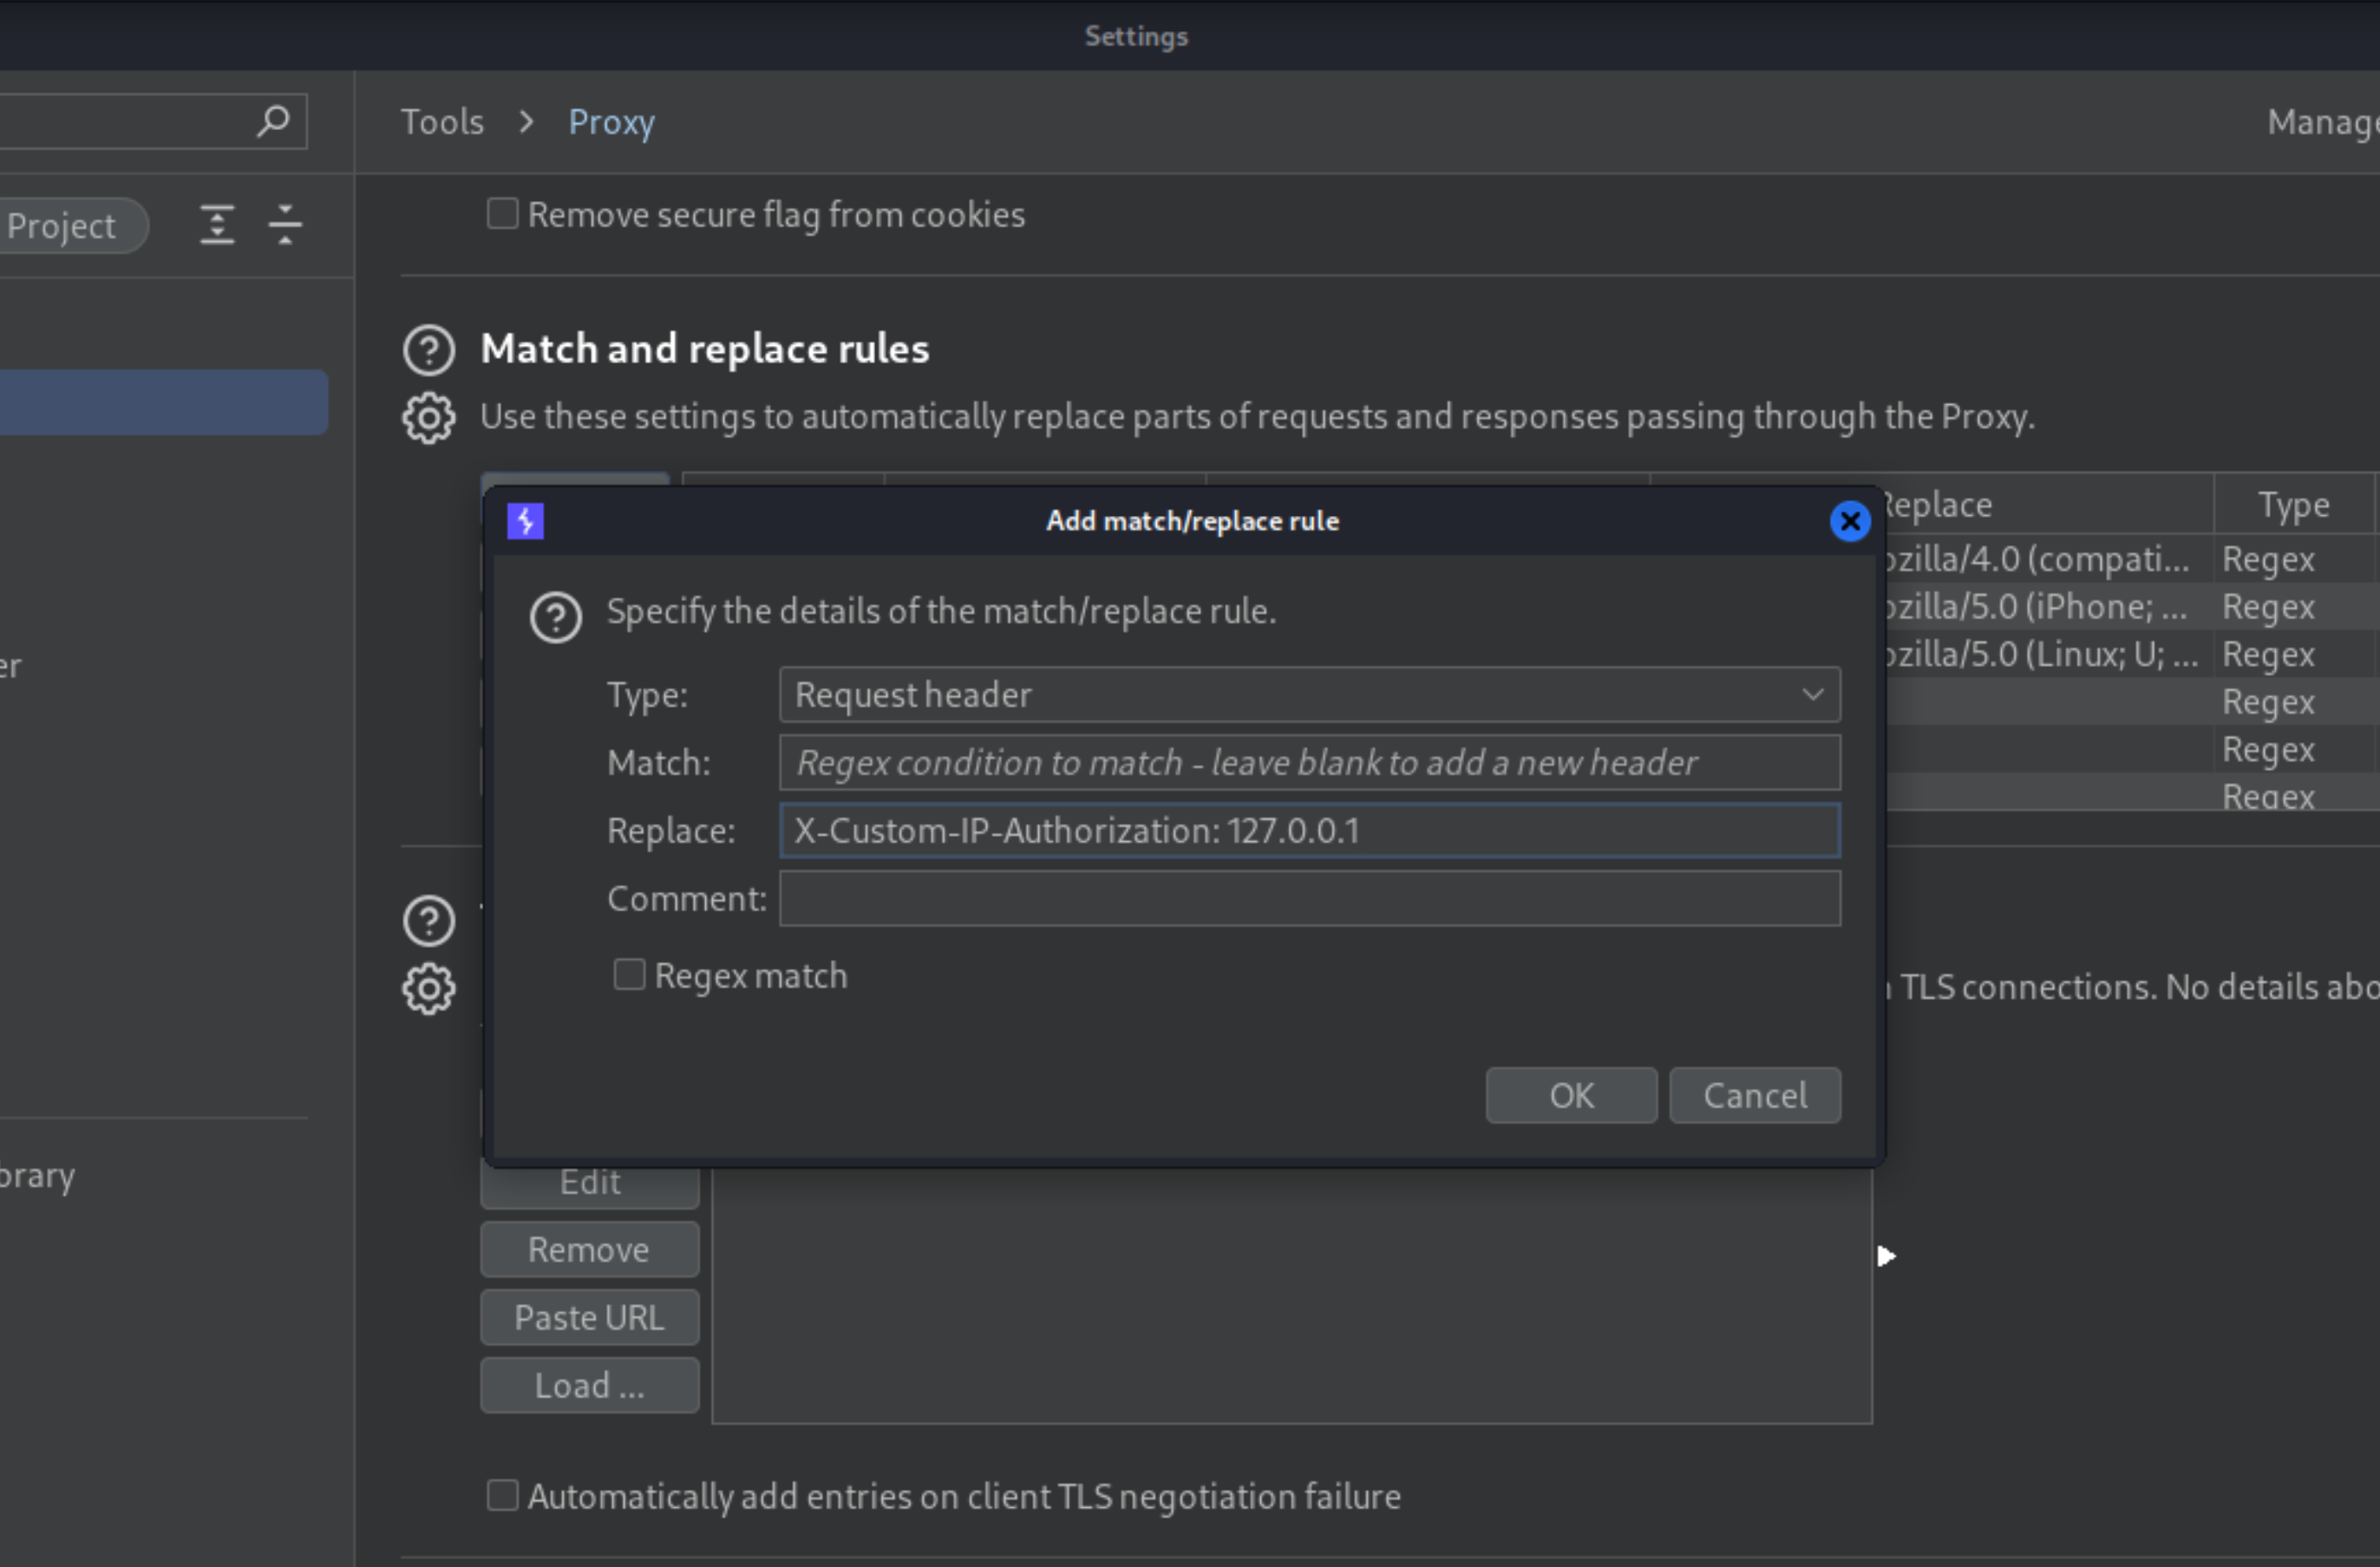 Settings
Tools > Proxy
Manage
Project
Remove secure flag from cookies
Match and replace rules
Use these settings to automatically replace parts of requests and responses passing through the Proxy.
Replace Type
ozilla/4.0 (compati... Regex
ozilla/5.0 (iPhone; ... Regex
ozilla/5.0 (Linux; U; ... Regex
Regex
Regex
Regex
Add match/replace rule
Specify the details of the match/replace rule.
Type: Request header
Match: Regex condition to match - leave blank to add a new header
Replace: X-Custom-IP-Authorization: 127.0.0.1
Comment:
Regex match
OK Cancel
er
TLS connections. No details abo
brary
Edit
Remove
Paste URL
Load ...
Automatically add entries on client TLS negotiation failure